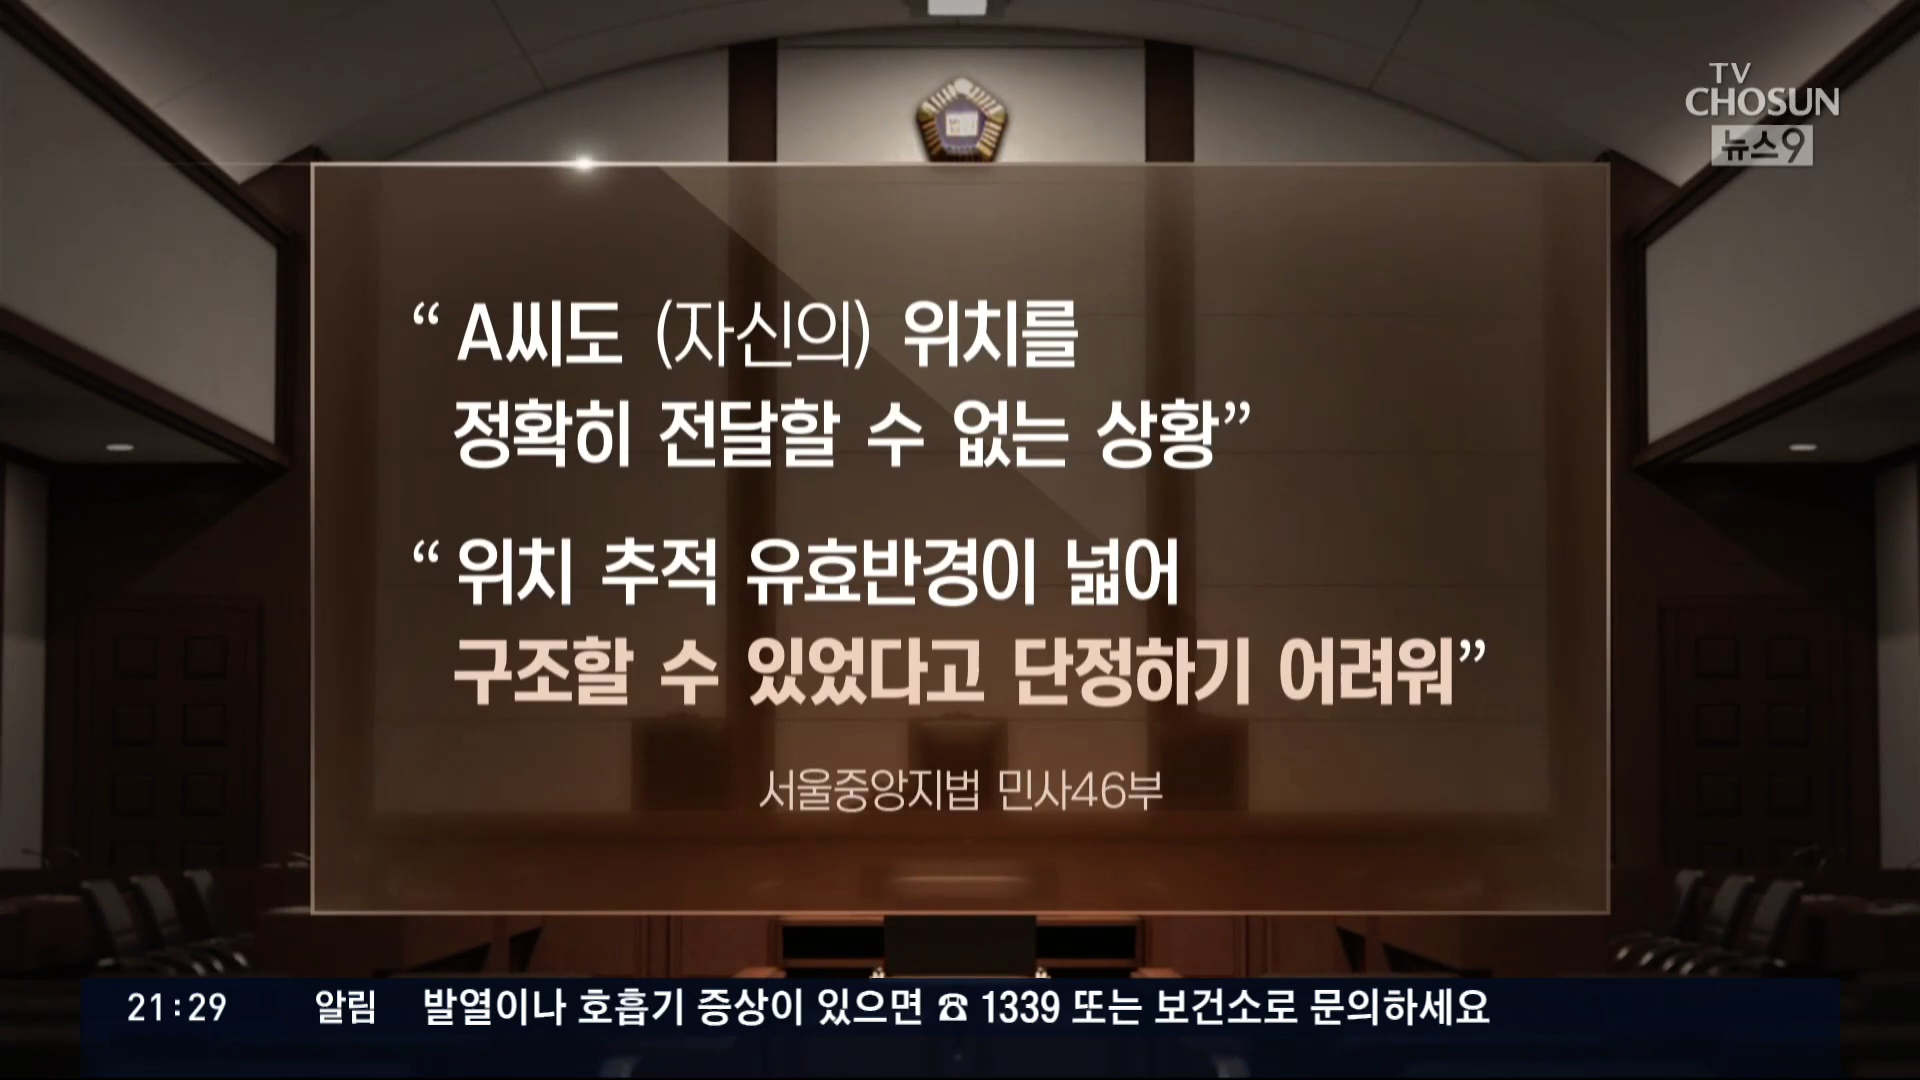 TV
CHOSUN
뉴스9
“ A씨도 (자신의) 위치를
정확히 전달할 수 없는 상황”
“ 위치 추적 유효반경이 넓어
구조할 수 있었다고 단정하기 어려워”
서울중앙지법 민사46부
21:29 알림 발열이나 호흡기 증상이 있으면 ☎ 1339 또는 보건소로 문의하세요